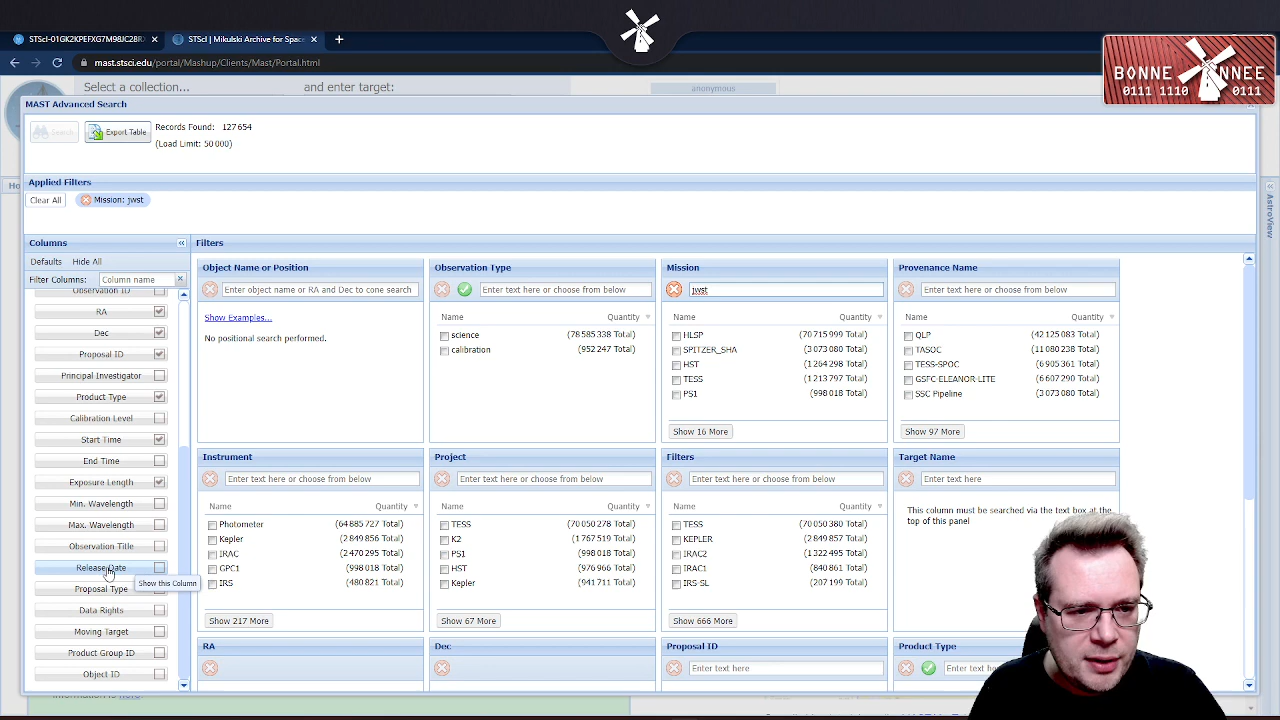 STScI-01GK2KPEFXG7M98JC2BR
STScI | Mikulski Archive for Spac
mast.stsci.edu/portal/Mashup/Clients/Mast/Portal.html
BONNE NNEE
0111 1110 0111
Select a collection... and enter target:
anonymous
MAST Advanced Search
Search
Export Table
Records Found: 127 654
(Load Limit: 50 000)
Applied Filters
Clear All
Mission: jwst
AstroView
Columns
Filters
Defaults Hide All
Filter Columns: Column name
Observation ID
RA
Dec
Proposal ID
Principal Investigator
Product Type
Calibration Level
Start Time
End Time
Exposure Length
Min. Wavelength
Max. Wavelength
Observation Title
Release Date
Show this Column
Proposal Type
Data Rights
Moving Target
Product Group ID
Object ID
Object Name or Position
Enter object name or RA and Dec to cone search
Show Examples...
No positional search performed.
Observation Type
Enter text here or choose from below
Name Quantity
science (78 585 338 Total)
calibration (952 247 Total)
Mission
jwst
Name Quantity
HLSP (70 715 999 Total)
SPITZER_SHA (3 073 080 Total)
HST (1 264 298 Total)
TESS (1 213 797 Total)
PS1 (998 018 Total)
Show 16 More
Provenance Name
Enter text here or choose from below
Name Quantity
QLP (42 125 083 Total)
TASOC (11 080 238 Total)
TESS-SPOC (6 905 361 Total)
GSFC-ELEANOR-LITE (6 607 290 Total)
SSC Pipeline (3 073 080 Total)
Show 97 More
Instrument
Enter text here or choose from below
Name Quantity
Photometer (64 885 727 Total)
Kepler (2 849 856 Total)
IRAC (2 470 295 Total)
GPC1 (998 018 Total)
IRS (480 821 Total)
Show 217 More
Project
Enter text here or choose from below
Name Quantity
TESS (70 050 278 Total)
K2 (1 767 519 Total)
PS1 (998 018 Total)
HST (976 966 Total)
Kepler (941 711 Total)
Show 67 More
Filters
Enter text here or choose from below
Name Quantity
TESS (70 050 380 Total)
KEPLER (2 849 857 Total)
IRAC2 (1 322 495 Total)
IRAC1 (840 861 Total)
IRS-SL (207 199 Total)
Show 666 More
Target Name
Enter text here
This column must be searched via the text box at the
top of this panel
RA
Dec
Proposal ID
Enter text here
Product Type
Enter text